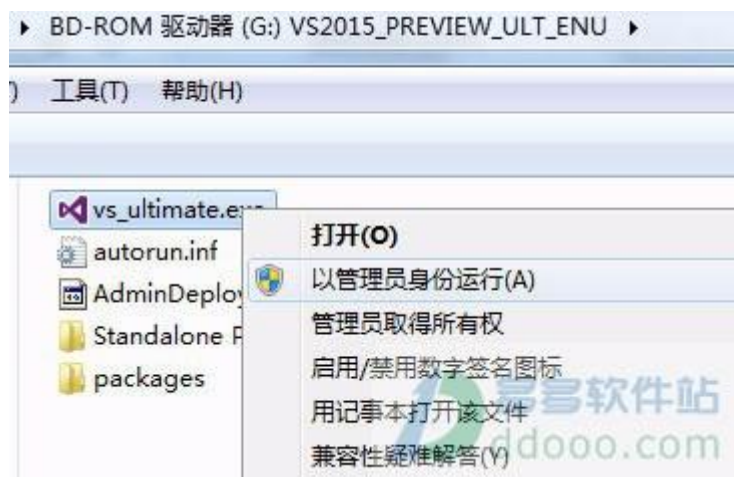 BD-ROM 驱动器 (G:) VS2015_PREVIEW_ULT_ENU
工具(T) 帮助(H)
vs_ultimate.exe
打开(O)
autorun.inf
以管理员身份运行(A)
AdminDeploy
管理员取得所有权
Standalone
启用/禁用数字签名图标
packages
用记事本打开该文件
兼容性疑难解答(Y)
多多软件站
ddooo.com